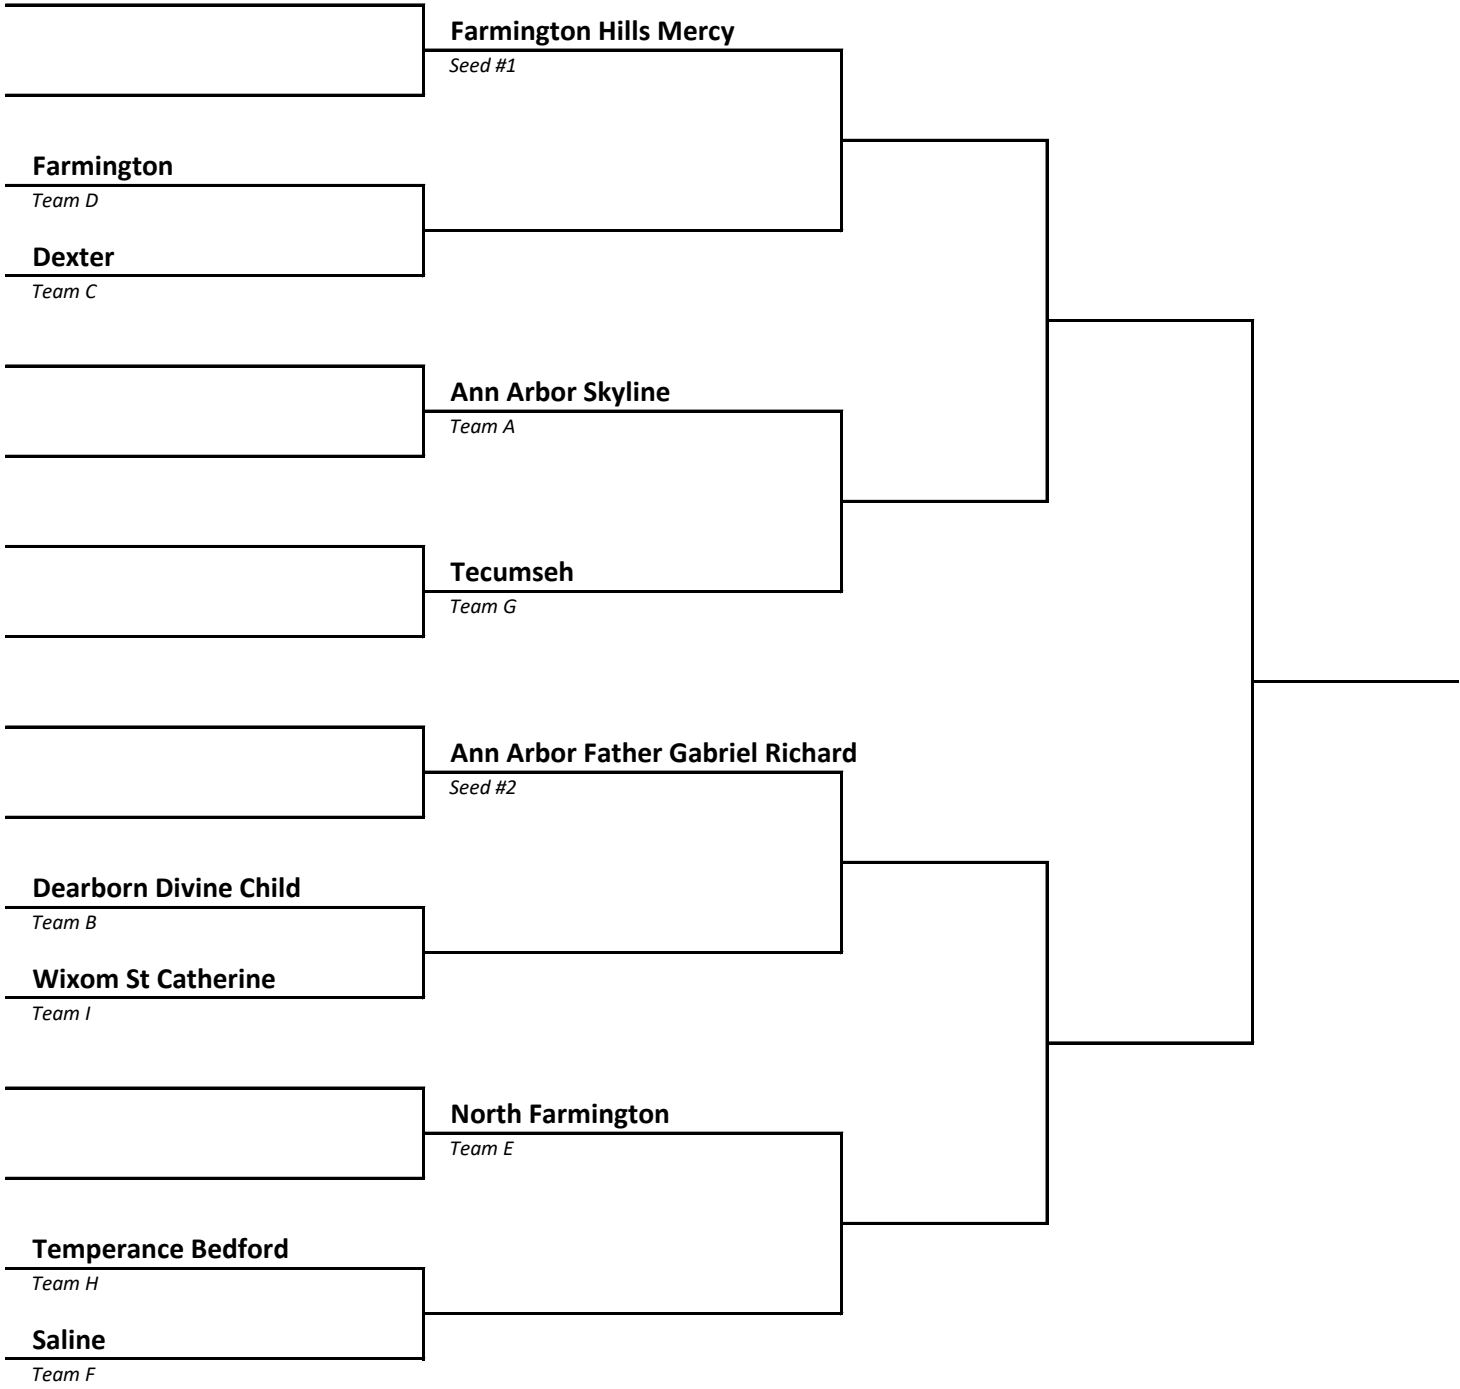 Farmington Hills Mercy
Seed #1
Farmington
Team D
Dexter
Team C
Ann Arbor Skyline
Team A
Tecumseh
Team G
Ann Arbor Father Gabriel Richard
Seed #2
Dearborn Divine Child
Team B
Wixom St Catherine
Team I
North Farmington
Team E
Temperance Bedford
Team H
Saline
Team F